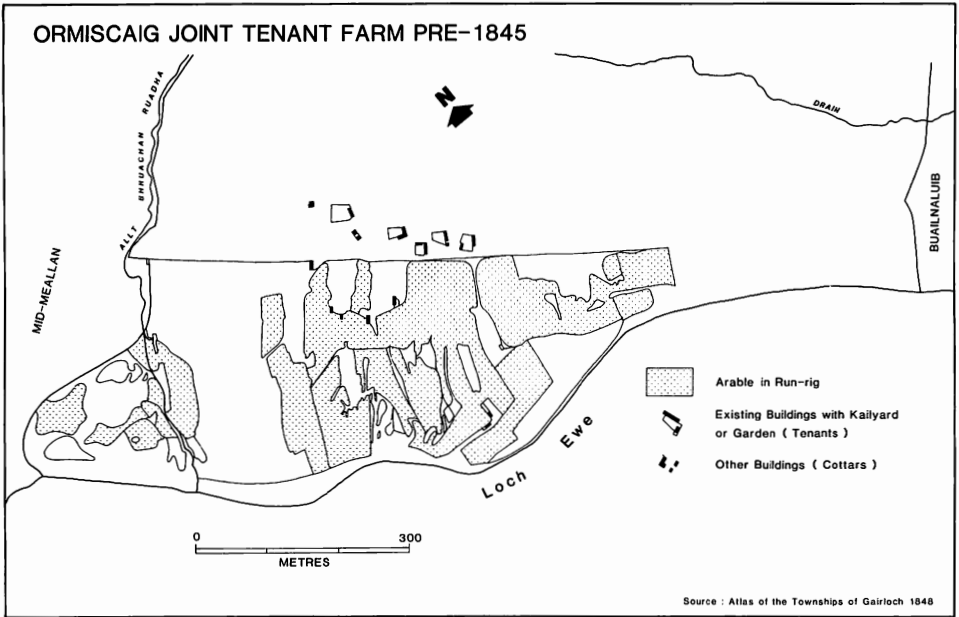 ORMISCAIG JOINT TENANT FARM PRE-1845
N
DRAIN
ALLT BHRUACHAN RUADHA
BUAILNALUIB
MID-MEALLAN
Loch Ewe
Arable in Run-rig
Existing Buildings with Kailyard
or Garden ( Tenants )
Other Buildings ( Cottars )
0 300
METRES
Source : Atlas of the Townships of Gairloch 1848